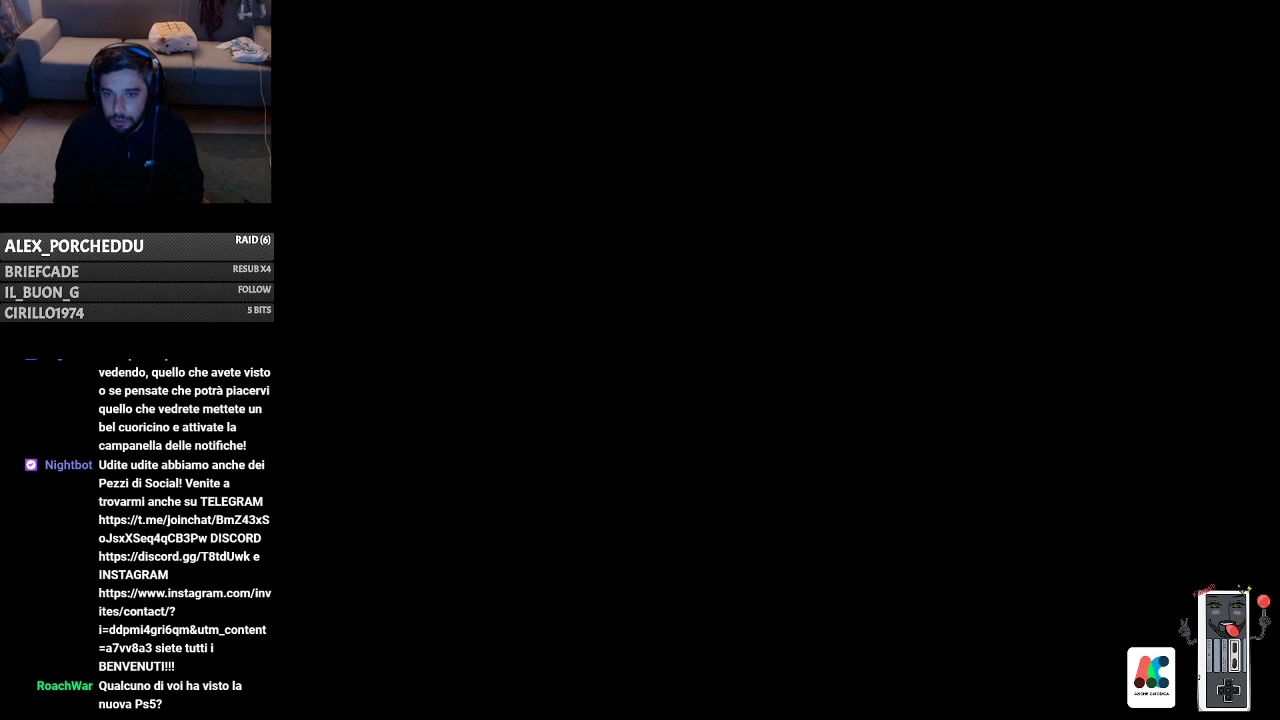 ALEX_PORCHEDDU RAID (6)
BRIEFCADE RESUB X4
IL_BUON_G FOLLOW
CIRILLO1974 5 BITS
vedendo, quello che avete visto
o se pensate che potrà piacervi
quello che vedrete mettete un
bel cuoricino e attivate la
campanella delle notifiche!
Nightbot Udite udite abbiamo anche dei
Pezzi di Social! Venite a
trovarmi anche su TELEGRAM
https://t.me/joinchat/BmZ43xS
oJsxXSeq4qCB3Pw DISCORD
https://discord.gg/T8tdUwk e
INSTAGRAM
https://www.instagram.com/inv
ites/contact/?
i=ddpmi4gri6qm&utm_content
=a7vv8a3 siete tutti i
BENVENUTI!!!
RoachWar Qualcuno di voi ha visto la
nuova Ps5?
AC